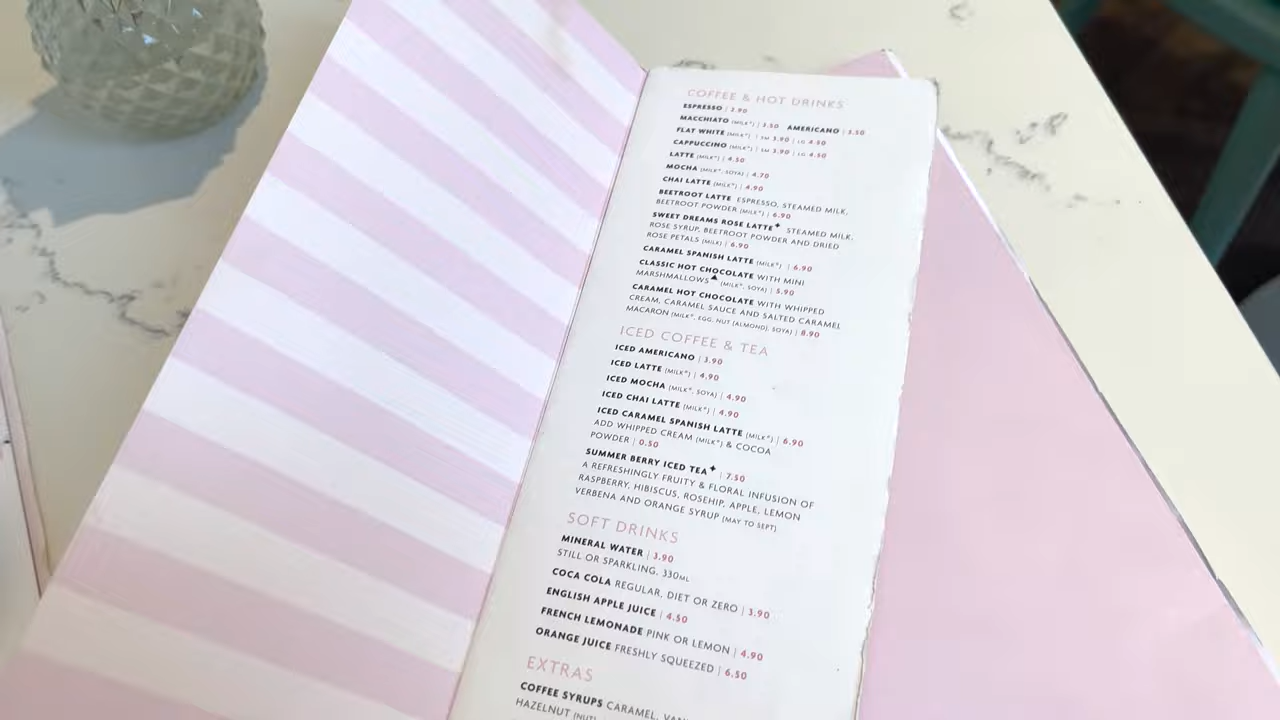 COFFEE & HOT DRINKS
ESPRESSO | 2.90
MACCHIATO (MILK*) | 3.50 AMERICANO | 3.50
FLAT WHITE (MILK*) | SM 3.90 | LG 4.50
CAPPUCCINO (MILK*) | SM 3.90 | LG 4.50
LATTE (MILK*) | 4.50
MOCHA (MILK*, SOYA) | 4.70
CHAI LATTE (MILK*) | 4.90
BEETROOT LATTE ESPRESSO, STEAMED MILK,
BEETROOT POWDER (MILK*) | 6.90
SWEET DREAMS ROSE LATTE✦ STEAMED MILK,
ROSE SYRUP, BEETROOT POWDER AND DRIED
ROSE PETALS (MILK) | 6.90
CARAMEL SPANISH LATTE (MILK*) | 6.90
CLASSIC HOT CHOCOLATE WITH MINI
MARSHMALLOWS▲ (MILK*, SOYA) | 5.90
CARAMEL HOT CHOCOLATE WITH WHIPPED
CREAM, CARAMEL SAUCE AND SALTED CARAMEL
MACARON (MILK*, EGG, NUT (ALMOND), SOYA) | 8.90
ICED COFFEE & TEA
ICED AMERICANO | 3.90
ICED LATTE (MILK*) | 4.90
ICED MOCHA (MILK*, SOYA) | 4.90
ICED CHAI LATTE (MILK*) | 4.90
ICED CARAMEL SPANISH LATTE (MILK*) | 6.90
ADD WHIPPED CREAM (MILK*) & COCOA
POWDER | 0.50
SUMMER BERRY ICED TEA✦ | 7.50
A REFRESHINGLY FRUITY & FLORAL INFUSION OF
RASPBERRY, HIBISCUS, ROSEHIP, APPLE, LEMON
VERBENA AND ORANGE SYRUP (MAY TO SEPT)
SOFT DRINKS
MINERAL WATER | 3.90
STILL OR SPARKLING, 330ML
COCA COLA REGULAR, DIET OR ZERO | 3.90
ENGLISH APPLE JUICE | 4.50
FRENCH LEMONADE PINK OR LEMON | 4.90
ORANGE JUICE FRESHLY SQUEEZED | 6.50
EXTRAS
COFFEE SYRUPS CARAMEL,
HAZELNUT (NUT)